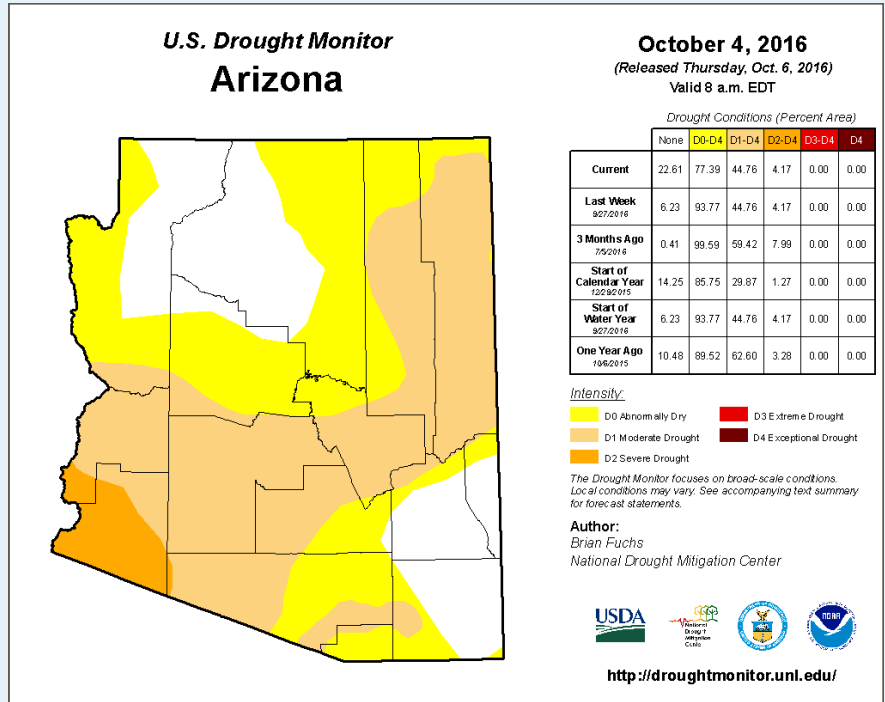 U.S. Drought Monitor
Arizona
October 4, 2016
(Released Thursday, Oct. 6, 2016)
Valid 8 a.m. EDT
Drought Conditions (Percent Area)
None D0-D4 D1-D4 D2-D4 D3-D4 D4
Current 22.61 77.39 44.76 4.17 0.00 0.00
Last Week
9/27/2016 6.23 93.77 44.76 4.17 0.00 0.00
3 Months Ago
7/5/2016 0.41 99.59 59.42 7.99 0.00 0.00
Start of
Calendar Year
12/29/2015 14.25 85.75 29.87 1.27 0.00 0.00
Start of
Water Year
9/27/2016 6.23 93.77 44.76 4.17 0.00 0.00
One Year Ago
10/6/2015 10.48 89.52 62.60 3.28 0.00 0.00
Intensity:
D0 Abnormally Dry D3 Extreme Drought
D1 Moderate Drought D4 Exceptional Drought
D2 Severe Drought
The Drought Monitor focuses on broad-scale conditions.
Local conditions may vary. See accompanying text summary
for forecast statements.
Author:
Brian Fuchs
National Drought Mitigation Center
USDA
National
Drought
Mitigation
Center
NOAA
http://droughtmonitor.unl.edu/